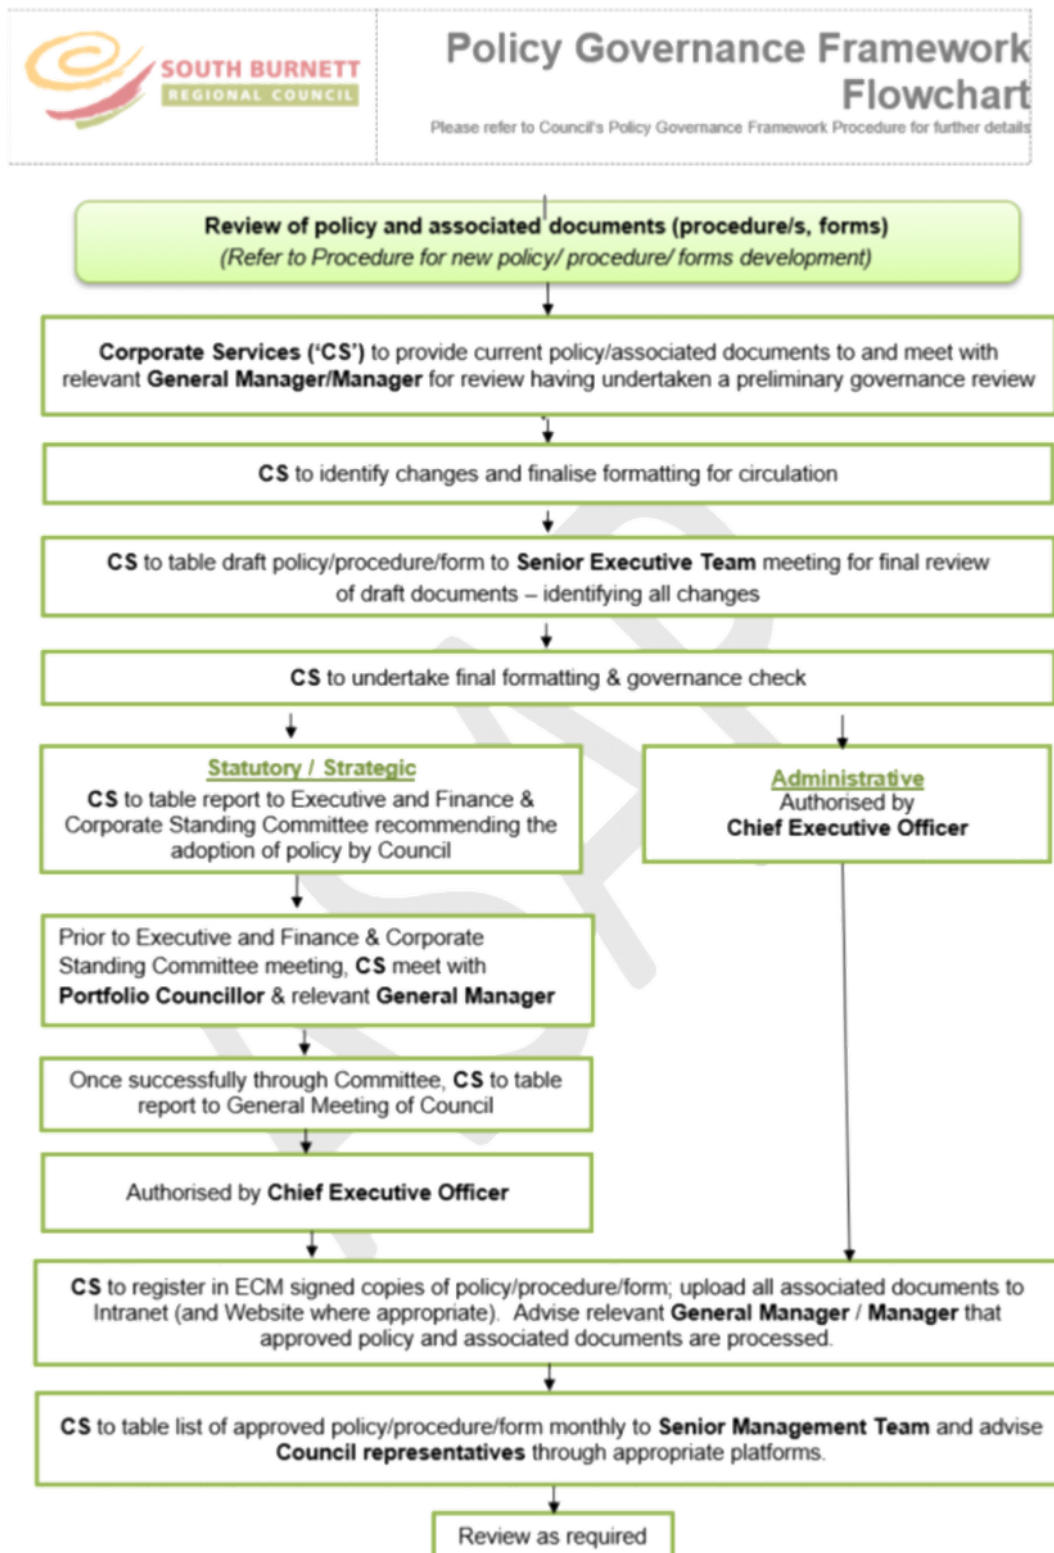 SOUTH BURNETT
REGIONAL COUNCIL
Policy Governance Framework
Flowchart
Please refer to Council's Policy Governance Framework Procedure for further details
Review of policy and associated documents (procedure/s, forms)
(Refer to Procedure for new policy/ procedure/ forms development)
Corporate Services ('CS') to provide current policy/associated documents to and meet with
relevant General Manager/Manager for review having undertaken a preliminary governance review
CS to identify changes and finalise formatting for circulation
CS to table draft policy/procedure/form to Senior Executive Team meeting for final review
of draft documents – identifying all changes
CS to undertake final formatting & governance check
Statutory / Strategic
CS to table report to Executive and Finance &
Corporate Standing Committee recommending the
adoption of policy by Council
Administrative
Authorised by
Chief Executive Officer
Prior to Executive and Finance & Corporate
Standing Committee meeting, CS meet with
Portfolio Councillor & relevant General Manager
Once successfully through Committee, CS to table
report to General Meeting of Council
Authorised by Chief Executive Officer
CS to register in ECM signed copies of policy/procedure/form; upload all associated documents to
Intranet (and Website where appropriate). Advise relevant General Manager / Manager that
approved policy and associated documents are processed.
CS to table list of approved policy/procedure/form monthly to Senior Management Team and advise
Council representatives through appropriate platforms.
Review as required